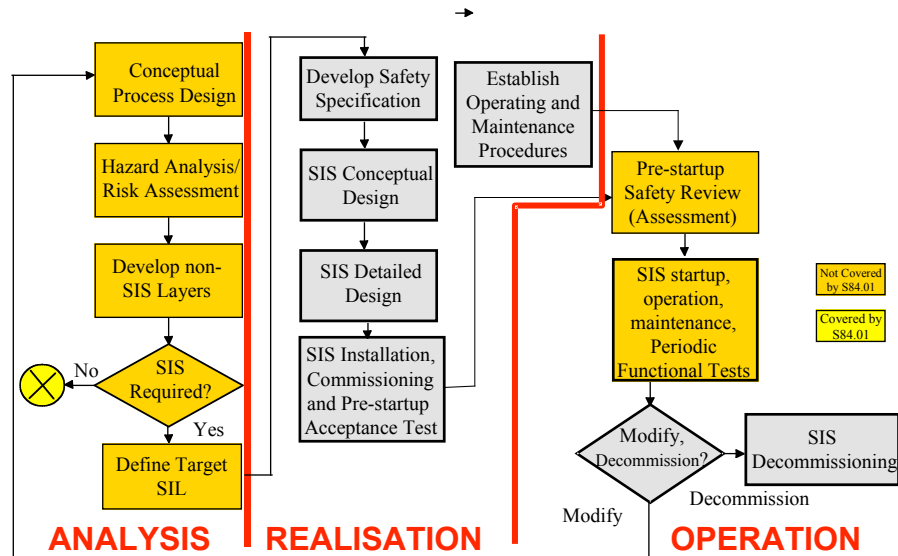 Conceptual
Process Design
Hazard Analysis/
Risk Assessment
Develop non-
SIS Layers
SIS
Required?
No
Yes
Define Target
SIL
ANALYSIS
Develop Safety
Specification
SIS Conceptual
Design
SIS Detailed
Design
SIS Installation,
Commissioning
and Pre-startup
Acceptance Test
REALISATION
Establish
Operating and
Maintenance
Procedures
Pre-startup
Safety Review
(Assessment)
SIS startup,
operation,
maintenance,
Periodic
Functional Tests
Modify,
Decommission?
Modify
Decommission
SIS
Decommissioning
OPERATION
Not Covered
by S84.01
Covered by
S84.01